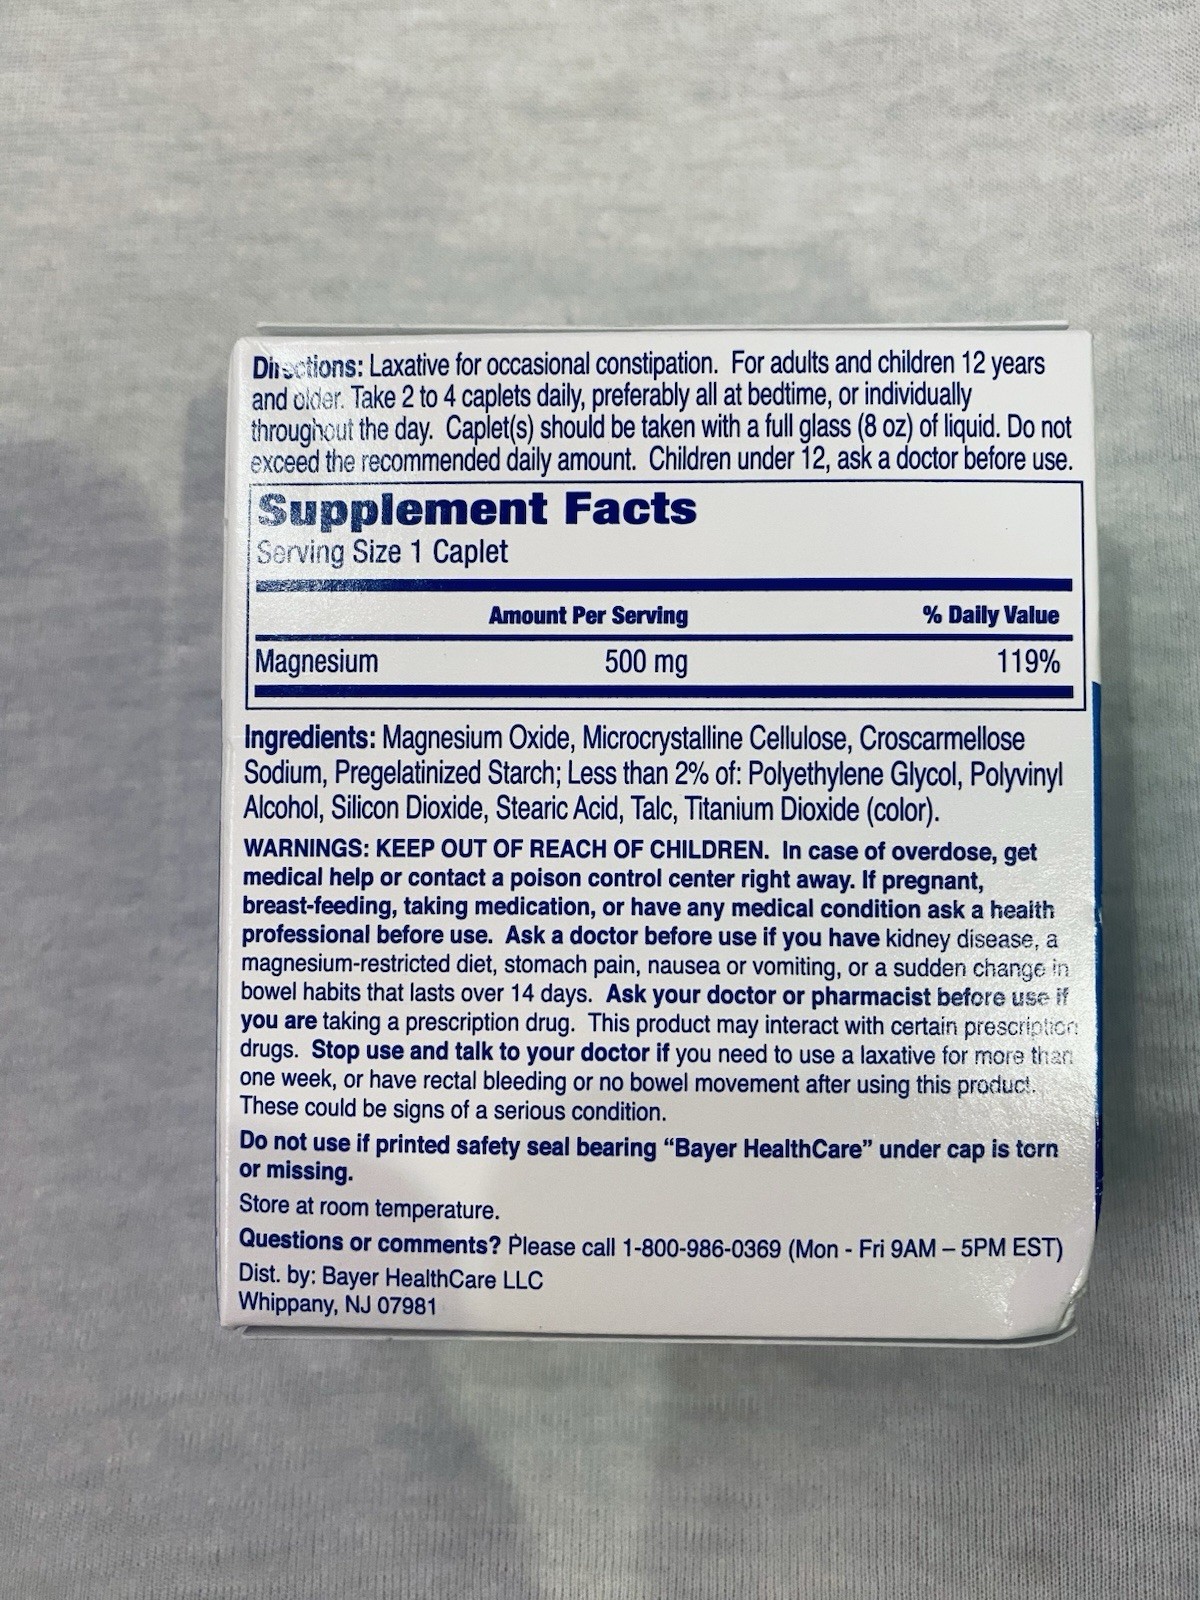 Directions: Laxative for occasional constipation. For adults and children 12 years
and older. Take 2 to 4 caplets daily, preferably all at bedtime, or individually
throughout the day. Caplet(s) should be taken with a full glass (8 oz) of liquid. Do not
exceed the recommended daily amount. Children under 12, ask a doctor before use.
Supplement Facts
Serving Size 1 Caplet
Amount Per Serving % Daily Value
Magnesium 500 mg 119%
Ingredients: Magnesium Oxide, Microcrystalline Cellulose, Croscarmellose
Sodium, Pregelatinized Starch; Less than 2% of: Polyethylene Glycol, Polyvinyl
Alcohol, Silicon Dioxide, Stearic Acid, Talc, Titanium Dioxide (color).
WARNINGS: KEEP OUT OF REACH OF CHILDREN. In case of overdose, get
medical help or contact a poison control center right away. If pregnant,
breast-feeding, taking medication, or have any medical condition ask a health
professional before use. Ask a doctor before use if you have kidney disease, a
magnesium-restricted diet, stomach pain, nausea or vomiting, or a sudden change in
bowel habits that lasts over 14 days. Ask your doctor or pharmacist before use if
you are taking a prescription drug. This product may interact with certain prescription
drugs. Stop use and talk to your doctor if you need to use a laxative for more than
one week, or have rectal bleeding or no bowel movement after using this product.
These could be signs of a serious condition.
Do not use if printed safety seal bearing “Bayer HealthCare” under cap is torn
or missing.
Store at room temperature.
Questions or comments? Please call 1-800-986-0369 (Mon - Fri 9AM – 5PM EST)
Dist. by: Bayer HealthCare LLC
Whippany, NJ 07981